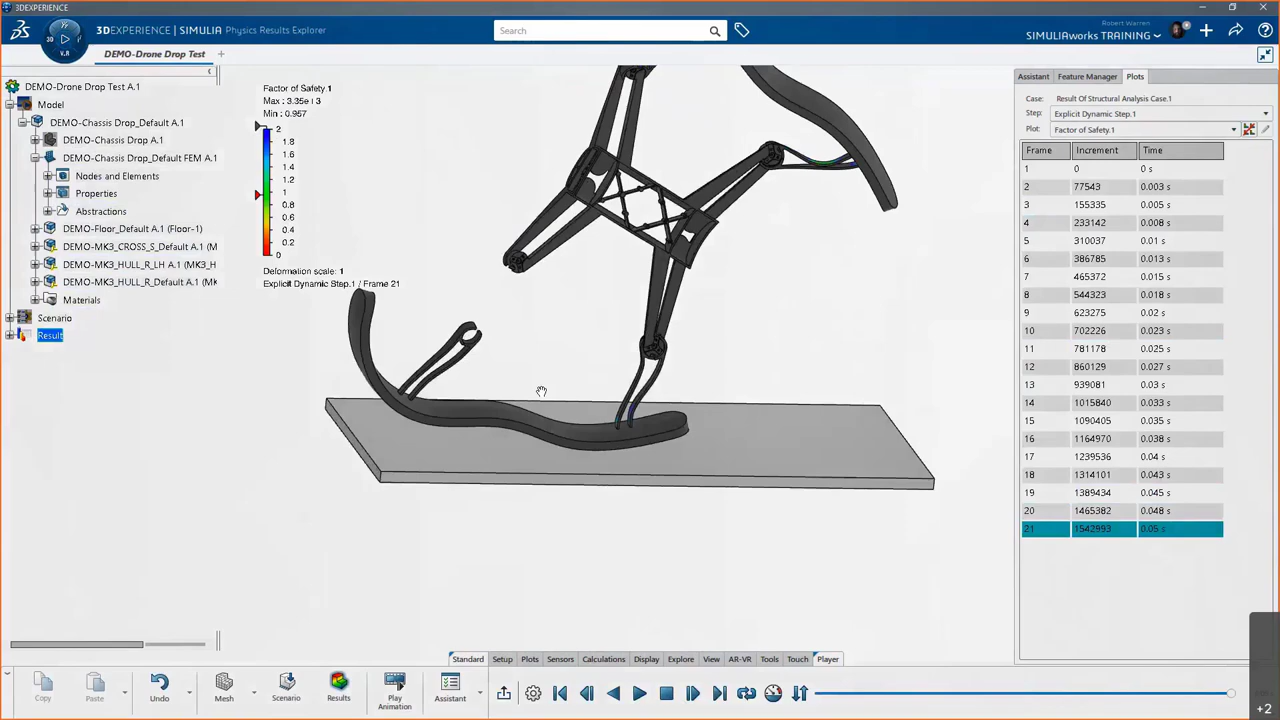 3DEXPERIENCE
3DEXPERIENCE | SIMULIA Physics Results Explorer
Search
Robert Warren
SIMULIAworks TRAINING
3D
V.R
DEMO-Drone Drop Test
+
DEMO-Drone Drop Test A.1
Model
DEMO-Chassis Drop_Default A.1
DEMO-Chassis Drop A.1
DEMO-Chassis Drop_Default FEM A.1
Nodes and Elements
Properties
Abstractions
DEMO-Floor_Default A.1 (Floor-1)
DEMO-MK3_CROSS_S_Default A.1 (M
DEMO-MK3_HULL_R_LH A.1 (MK3_H
DEMO-MK3_HULL_R_Default A.1 (MK
Materials
Scenario
Result
Factor of Safety.1
Max : 3.35e+3
Min : 0.957
2
1.8
1.6
1.4
1.2
1
0.8
0.6
0.4
0.2
0
Deformation scale: 1
Explicit Dynamic Step.1 / Frame 21
Assistant Feature Manager Plots
Case: Result Of Structural Analysis Case.1
Step: Explicit Dynamic Step.1
Plot: Factor of Safety.1
Frame Increment Time
1 0 0 s
2 77543 0.003 s
3 155335 0.005 s
4 233142 0.008 s
5 310037 0.01 s
6 386785 0.013 s
7 465372 0.015 s
8 544323 0.018 s
9 623275 0.02 s
10 702226 0.023 s
11 781178 0.025 s
12 860129 0.027 s
13 939081 0.03 s
14 1015840 0.033 s
15 1090405 0.035 s
16 1164970 0.038 s
17 1239536 0.04 s
18 1314101 0.043 s
19 1389434 0.045 s
20 1465382 0.048 s
21 1542993 0.05 s
Standard Setup Plots Sensors Calculations Display Explore View AR-VR Tools Touch Player
Copy Paste Undo Mesh Scenario Results Play Animation Assistant
+2